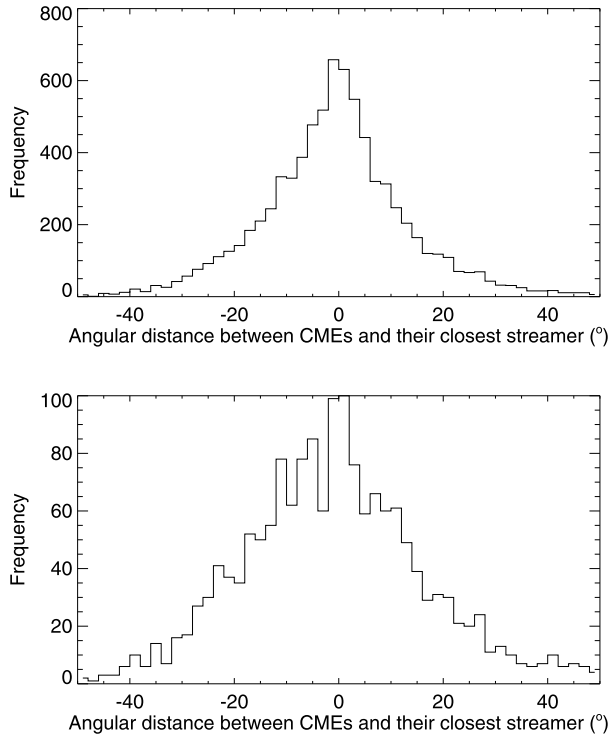 800
600
400
200
0
Frequency
-40 -20 0 20 40
Angular distance between CMEs and their closest streamer (°)
100
80
60
40
20
0
Frequency
-40 -20 0 20 40
Angular distance between CMEs and their closest streamer (°)